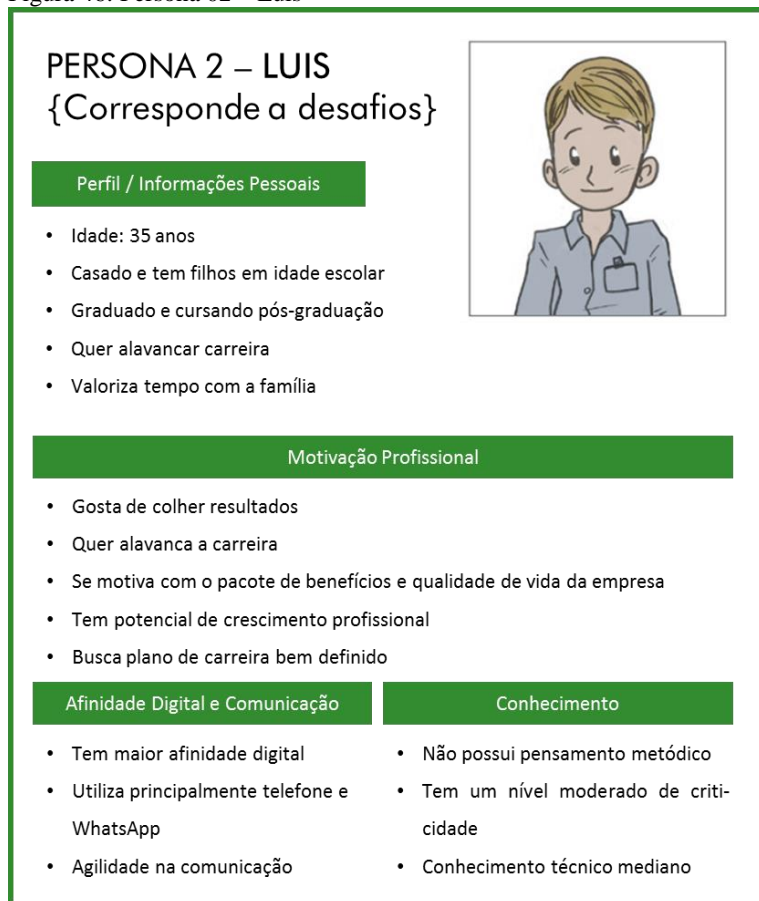 PERSONA 2 – LUIS
{Corresponde a desafios}
Perfil / Informações Pessoais
• Idade: 35 anos
• Casado e tem filhos em idade escolar
• Graduado e cursando pós-graduação
• Quer alavancar carreira
• Valoriza tempo com a família
Motivação Profissional
• Gosta de colher resultados
• Quer alavanca a carreira
• Se motiva com o pacote de benefícios e qualidade de vida da empresa
• Tem potencial de crescimento profissional
• Busca plano de carreira bem definido
Afinidade Digital e Comunicação
• Tem maior afinidade digital
• Utiliza principalmente telefone e
WhatsApp
• Agilidade na comunicação
Conhecimento
• Não possui pensamento metódico
• Tem um nível moderado de criti-
cidade
• Conhecimento técnico mediano